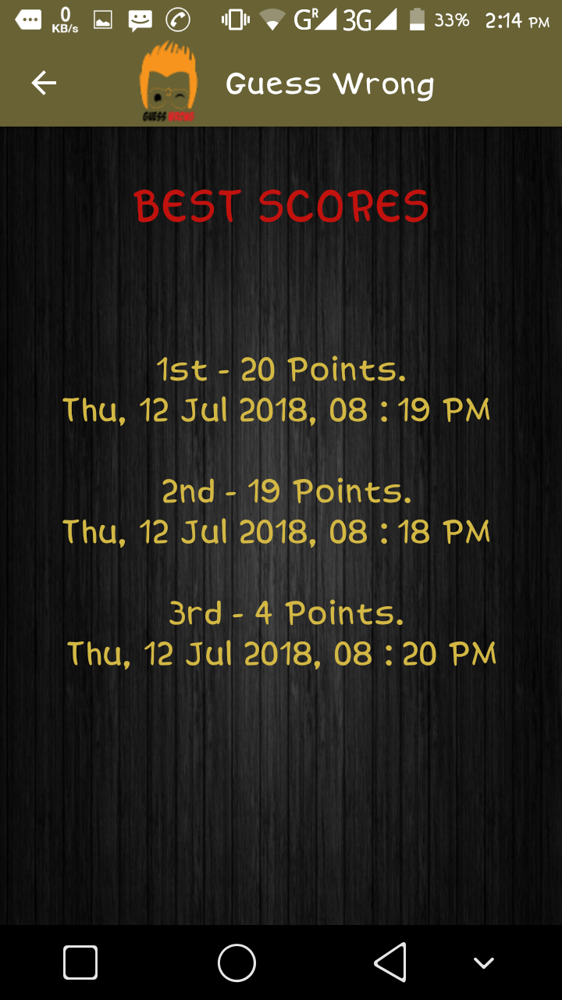 0
KB/s
G R 3G 33% 2:14 PM
Guess Wrong
GUESS WRONG
BEST SCORES
1st - 20 Points.
Thu, 12 Jul 2018, 08 : 19 PM
2nd - 19 Points.
Thu, 12 Jul 2018, 08 : 18 PM
3rd - 4 Points.
Thu, 12 Jul 2018, 08 : 20 PM